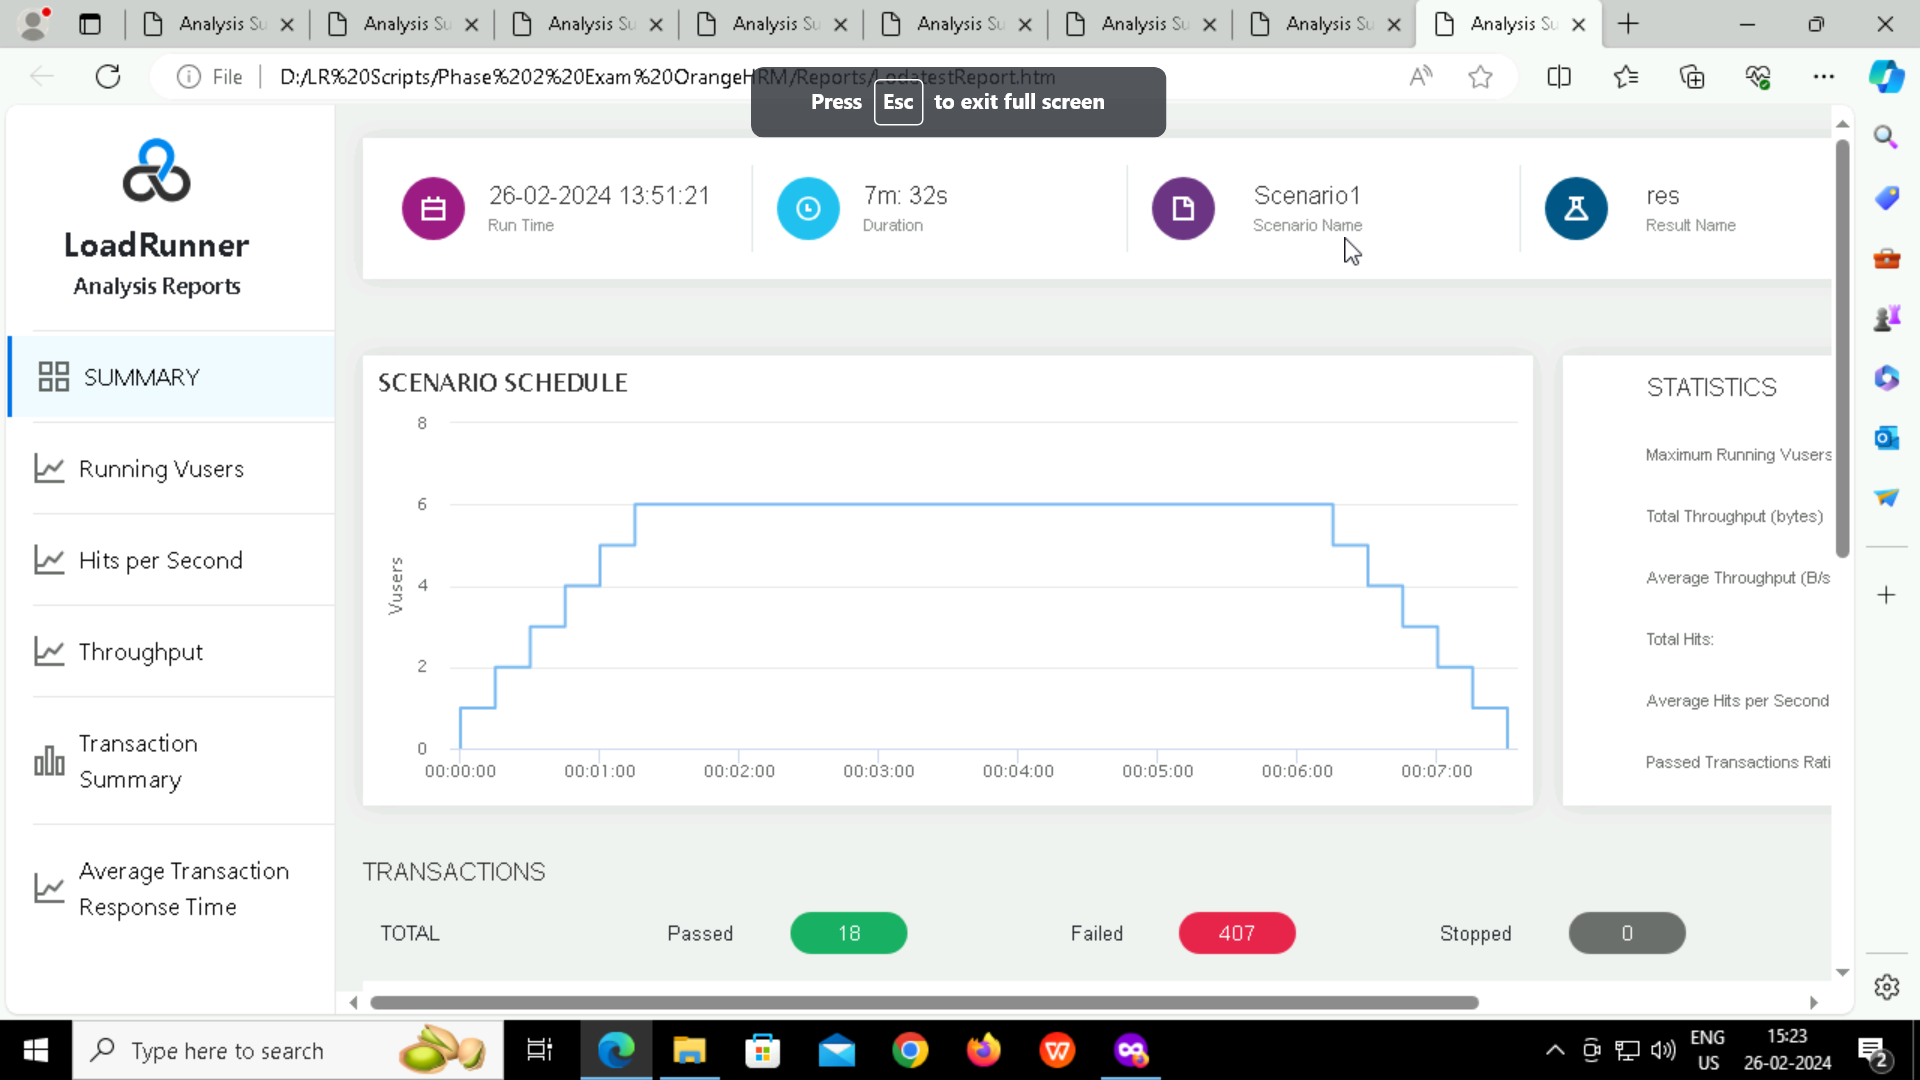 Analysis Su
Analysis Su
Analysis Su
Analysis Su
Analysis Su
Analysis Su
Analysis Su
Analysis Su
File
D:/LR%20Scripts/Phase%202%20Exam%20OrangeHRM/Reports/LodatestReport.htm
Press Esc to exit full screen
LoadRunner
Analysis Reports
SUMMARY
Running Vusers
Hits per Second
Throughput
Transaction
Summary
Average Transaction
Response Time
26-02-2024 13:51:21
Run Time
7m: 32s
Duration
Scenario1
Scenario Name
res
Result Name
SCENARIO SCHEDULE
8
6
4
2
0
Vusers
00:00:00
00:01:00
00:02:00
00:03:00
00:04:00
00:05:00
00:06:00
00:07:00
STATISTICS
Maximum Running Vusers
Total Throughput (bytes)
Average Throughput (B/s
Total Hits:
Average Hits per Second
Passed Transactions Rati
TRANSACTIONS
TOTAL
Passed
18
Failed
407
Stopped
0
Type here to search
ENG
US
15:23
26-02-2024
2